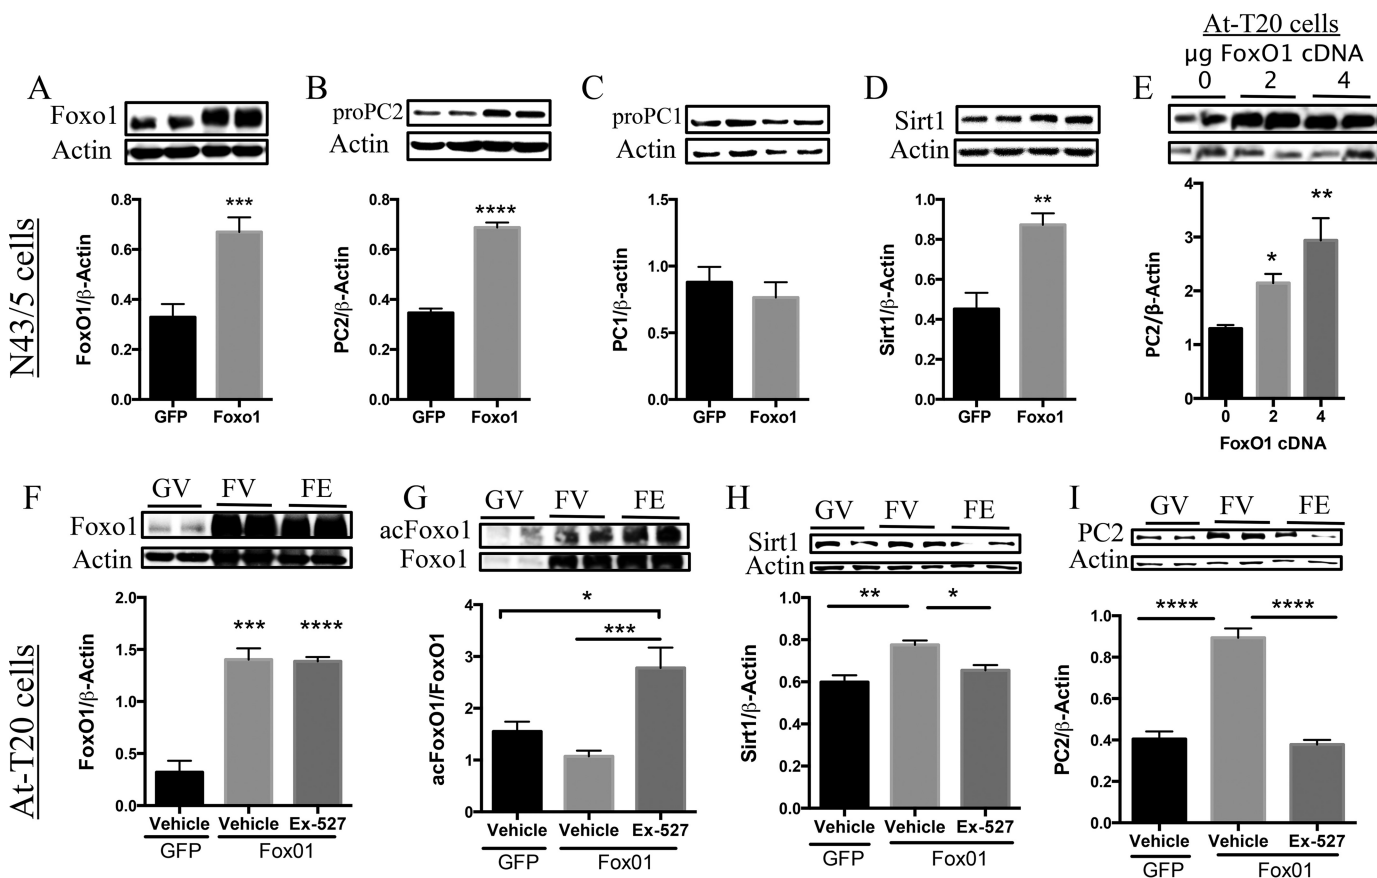 At-T20 cells
µg FoxO1 cDNA
0 2 4
A
Foxo1
Actin
B
proPC2
Actin
C
proPC1
Actin
D
Sirt1
Actin
E
N43/5 cells
FoxO1/β-Actin
0.8
0.6
0.4
0.2
0.0
***
GFP Foxo1
PC2/β-Actin
0.8
0.6
0.4
0.2
0.0
****
GFP Foxo1
PC1/β-actin
1.5
1.0
0.5
0.0
GFP Foxo1
Sirt1/β-Actin
1.0
0.8
0.6
0.4
0.2
0.0
**
GFP Foxo1
PC2/β-Actin
4
3
2
1
0
*
**
0 2 4
FoxO1 cDNA
At-T20 cells
F
GV FV FE
Foxo1
Actin
FoxO1/β-Actin
2.0
1.5
1.0
0.5
0.0
*** ****
Vehicle Vehicle Ex-527
GFP Fox01
G
GV FV FE
acFoxo1
Foxo1
acFoxO1/FoxO1
4
3
2
1
0
*
***
Vehicle Vehicle Ex-527
GFP Fox01
H
GV FV FE
Sirt1
Actin
Sirt1/β-Actin
1.0
0.8
0.6
0.4
0.2
0.0
** *
Vehicle Vehicle Ex-527
GFP Fox01
I
GV FV FE
PC2
Actin
PC2/β-Actin
1.0
0.8
0.6
0.4
0.2
0.0
**** ****
Vehicle Vehicle Ex-527
GFP Fox01